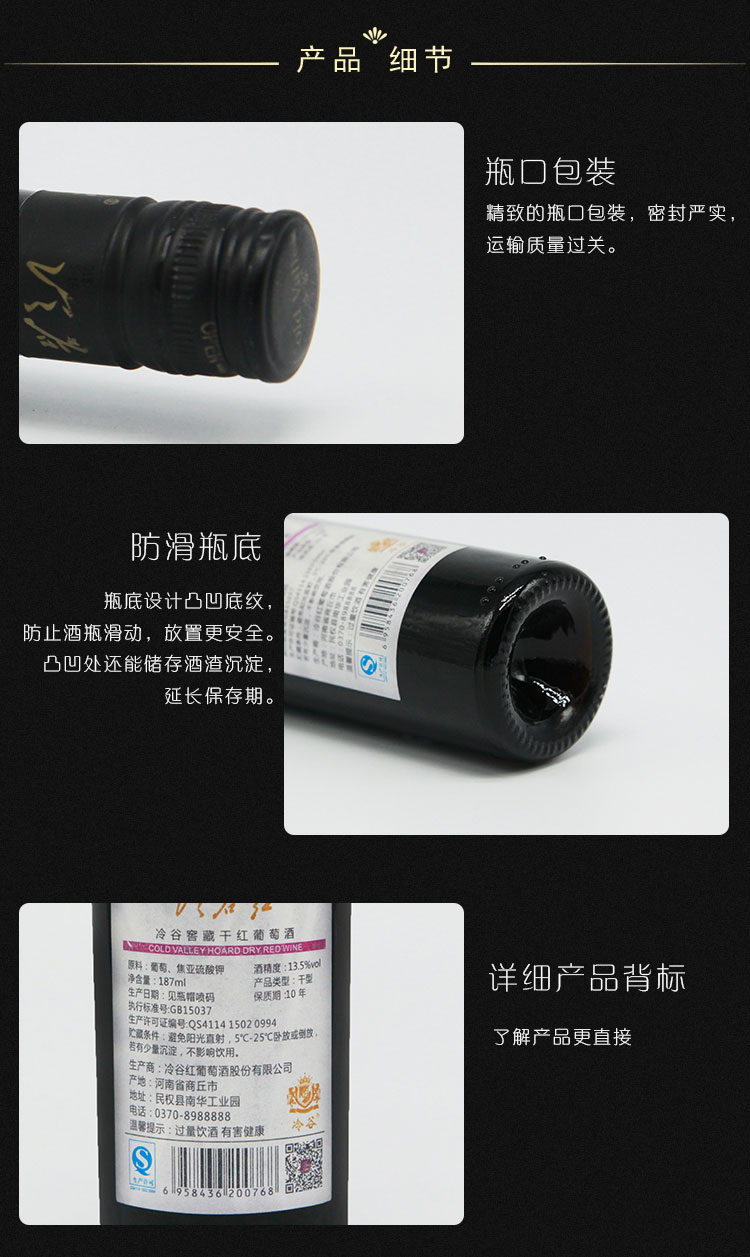 产品 细节
瓶口包装
精致的瓶口包装，密封严实，
运输质量过关。
防滑瓶底
瓶底设计凸凹底纹，
防止酒瓶滑动，放置更安全。
凸凹处还能储存酒渣沉淀，
延长保存期。
6 958436 200768
详细产品背标
了解产品更直接
冷谷红
冷谷窖藏干红葡萄酒
COLD VALLEY HOARD DRY RED WINE
原料：葡萄、焦亚硫酸钾 酒精度：13.5%vol
净含量：187ml 产品类型：干型
生产日期：见瓶帽喷码 保质期：10年
执行标准号:GB15037
生产许可证编号:QS4114 1502 0994
贮藏条件：避免阳光直射，5℃-25℃卧放或倒放，
若有少量沉淀，不影响饮用。
生产商：冷谷红葡萄酒股份有限公司
产地：河南省商丘市
地址：民权县南华工业园
电话：0370-8988888
温馨提示：过量饮酒 有害健康
冷谷
生产许可
6 958436 200768